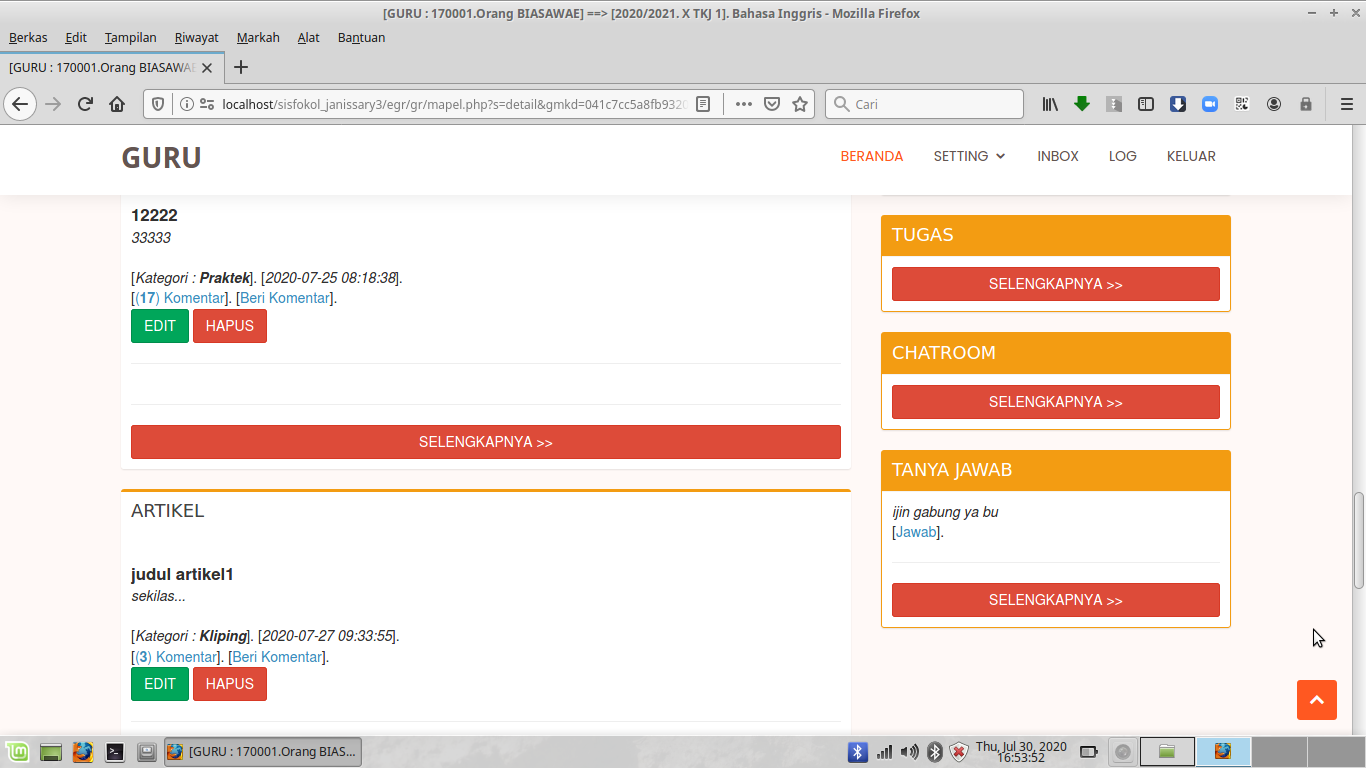 [GURU : 170001.Orang BIASAWAE] ==> [2020/2021. X TKJ 1]. Bahasa Inggris - Mozilla Firefox
Berkas Edit Tampilan Riwayat Markah Alat Bantuan
[GURU : 170001.Orang BIASAWAE
localhost/sisfokol_janissary3/egr/gr/mapel.php?s=detail&gmkd=041c7cc5a8fb9320
Cari
GURU
BERANDA SETTING INBOX LOG KELUAR
12222
33333
[Kategori : Praktek]. [2020-07-25 08:18:38].
[(17) Komentar]. [Beri Komentar].
EDIT HAPUS
SELENGKAPNYA >>
ARTIKEL
judul artikel1
sekilas...
[Kategori : Kliping]. [2020-07-27 09:33:55].
[(3) Komentar]. [Beri Komentar].
EDIT HAPUS
TUGAS
SELENGKAPNYA >>
CHATROOM
SELENGKAPNYA >>
TANYA JAWAB
ijin gabung ya bu
[Jawab].
SELENGKAPNYA >>
[GURU : 170001.Orang BIAS...
Thu, Jul 30, 2020
16:53:52